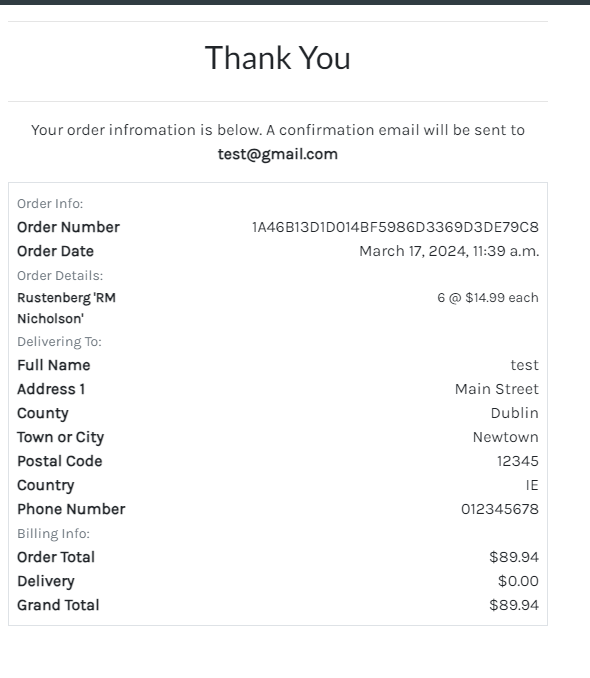 Thank You
Your order infromation is below. A confirmation email will be sent to
test@gmail.com
Order Info:
Order Number 1A46B13D1D014BF5986D3369D3DE79C8
Order Date March 17, 2024, 11:39 a.m.
Order Details:
Rustenberg 'RM 6 @ $14.99 each
Nicholson'
Delivering To:
Full Name test
Address 1 Main Street
County Dublin
Town or City Newtown
Postal Code 12345
Country IE
Phone Number 012345678
Billing Info:
Order Total $89.94
Delivery $0.00
Grand Total $89.94